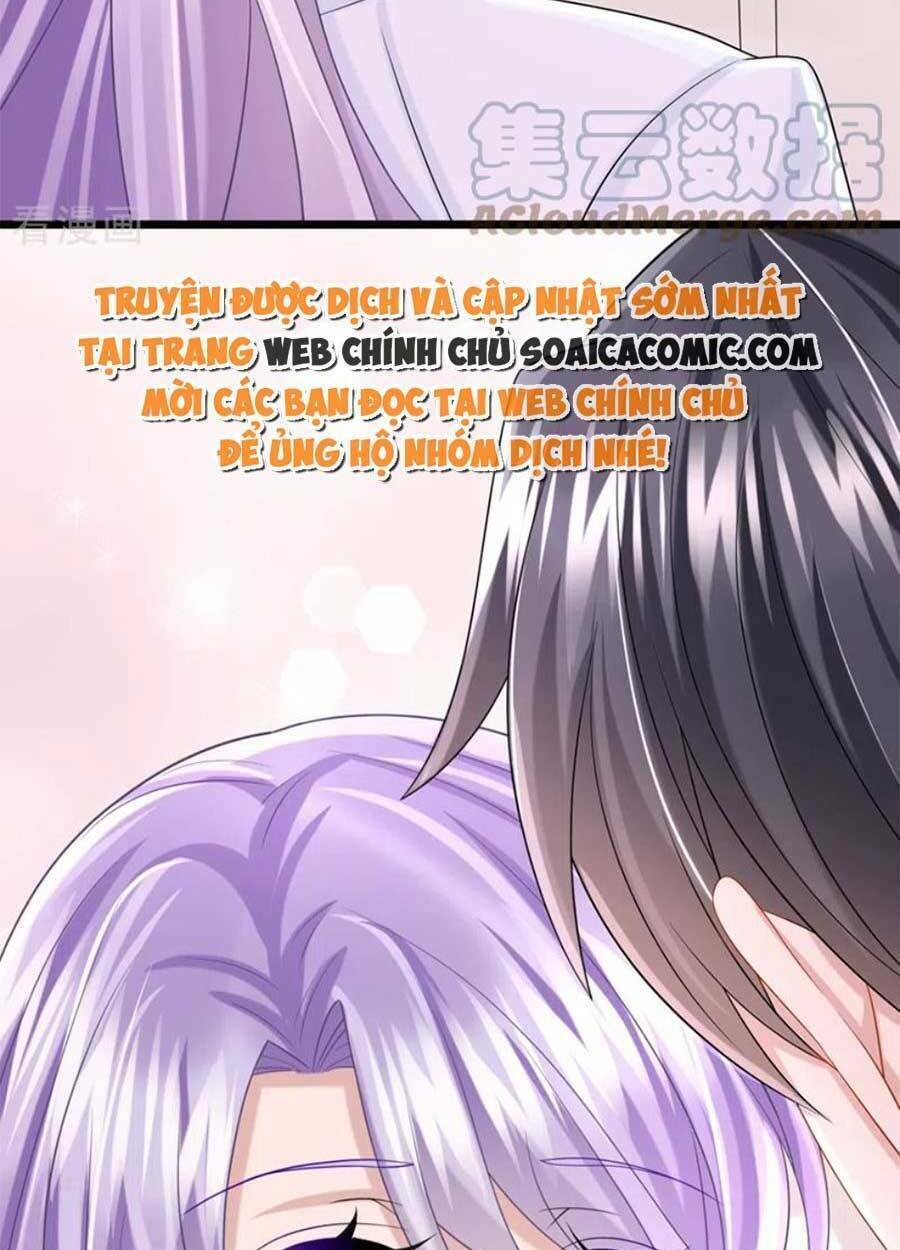 集云数据
ACloudMerge.com
看漫画
TRUYỆN ĐƯỢC DỊCH VÀ CẬP NHẬT SỚM NHẤT
TẠI TRANG WEB CHÍNH CHỦ SOAICACOMIC.COM
MỜI CÁC BẠN ĐỌC TẠI WEB CHÍNH CHỦ
ĐỂ ỦNG HỘ NHÓM DỊCH NHÉ!